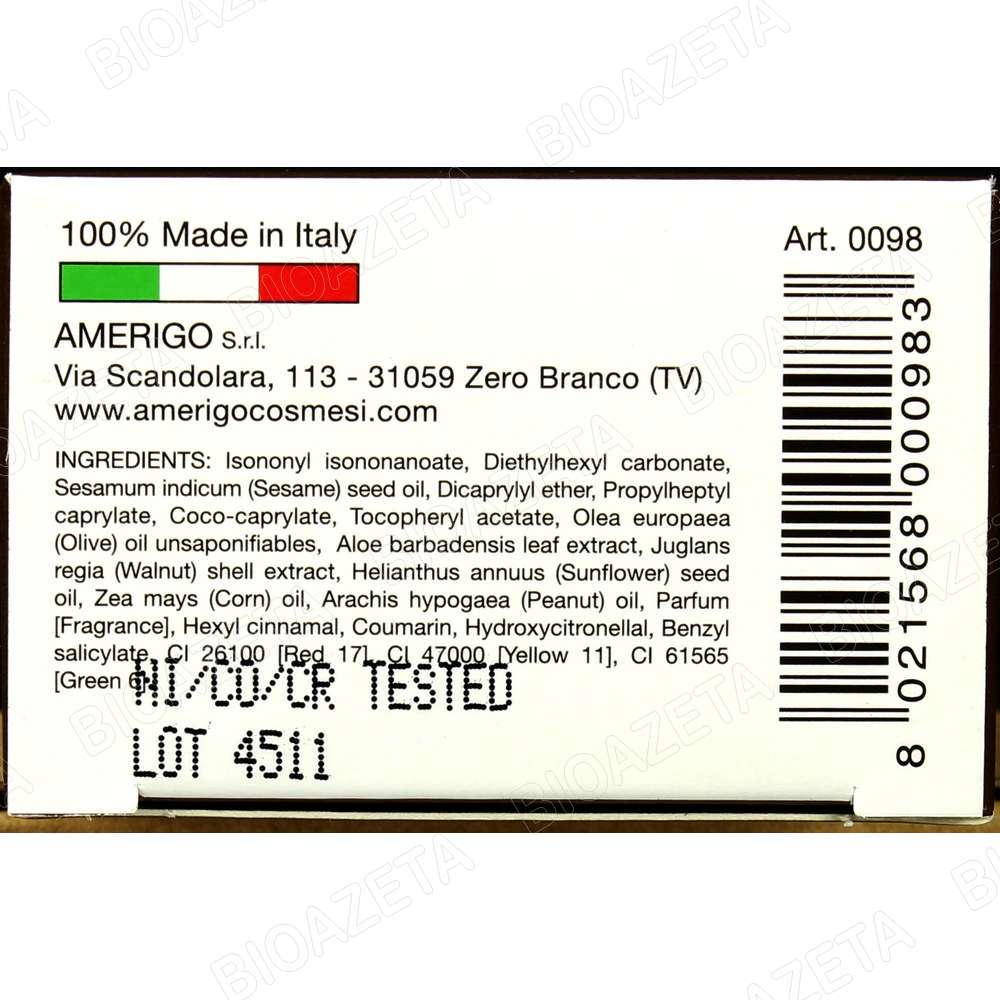 BIOAZETA
BIOAZETA
100% Made in Italy
Art. 0098
AMERIGO S.r.l.
Via Scandolara, 113 - 31059 Zero Branco (TV)
www.amerigocosmesi.com
INGREDIENTS: Isononyl isononanoate, Diethylhexyl carbonate,
Sesamum indicum (Sesame) seed oil, Dicaprylyl ether, Propylheptyl
caprylate, Coco-caprylate, Tocopheryl acetate, Olea europaea
(Olive) oil unsaponifiables, Aloe barbadensis leaf extract, Juglans
regia (Walnut) shell extract, Helianthus annuus (Sunflower) seed
oil, Zea mays (Corn) oil, Arachis hypogaea (Peanut) oil, Parfum
[Fragrance], Hexyl cinnamal, Coumarin, Hydroxycitronellal, Benzyl
salicylate, CI 26100 [Red 17], CI 47000 [Yellow 11], CI 61565
[Green 6]
NI/CO/CR TESTED
LOT 4511
8 021568 000983
BIOAZETA
BIOAZETA